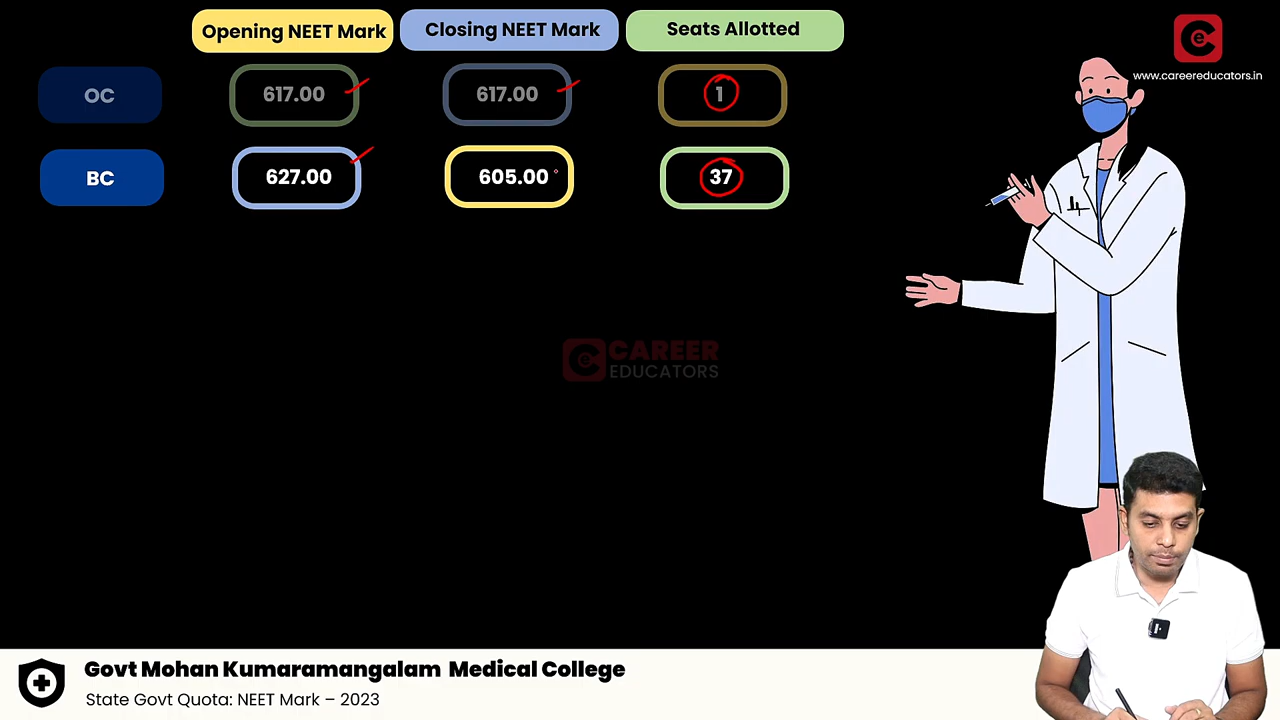 Opening NEET Mark Closing NEET Mark Seats Allotted
www.careereducators.in
OC 617.00 617.00 1
BC 627.00 605.00 37
CAREER
EDUCATORS
Govt Mohan Kumaramangalam Medical College
State Govt Quota: NEET Mark – 2023